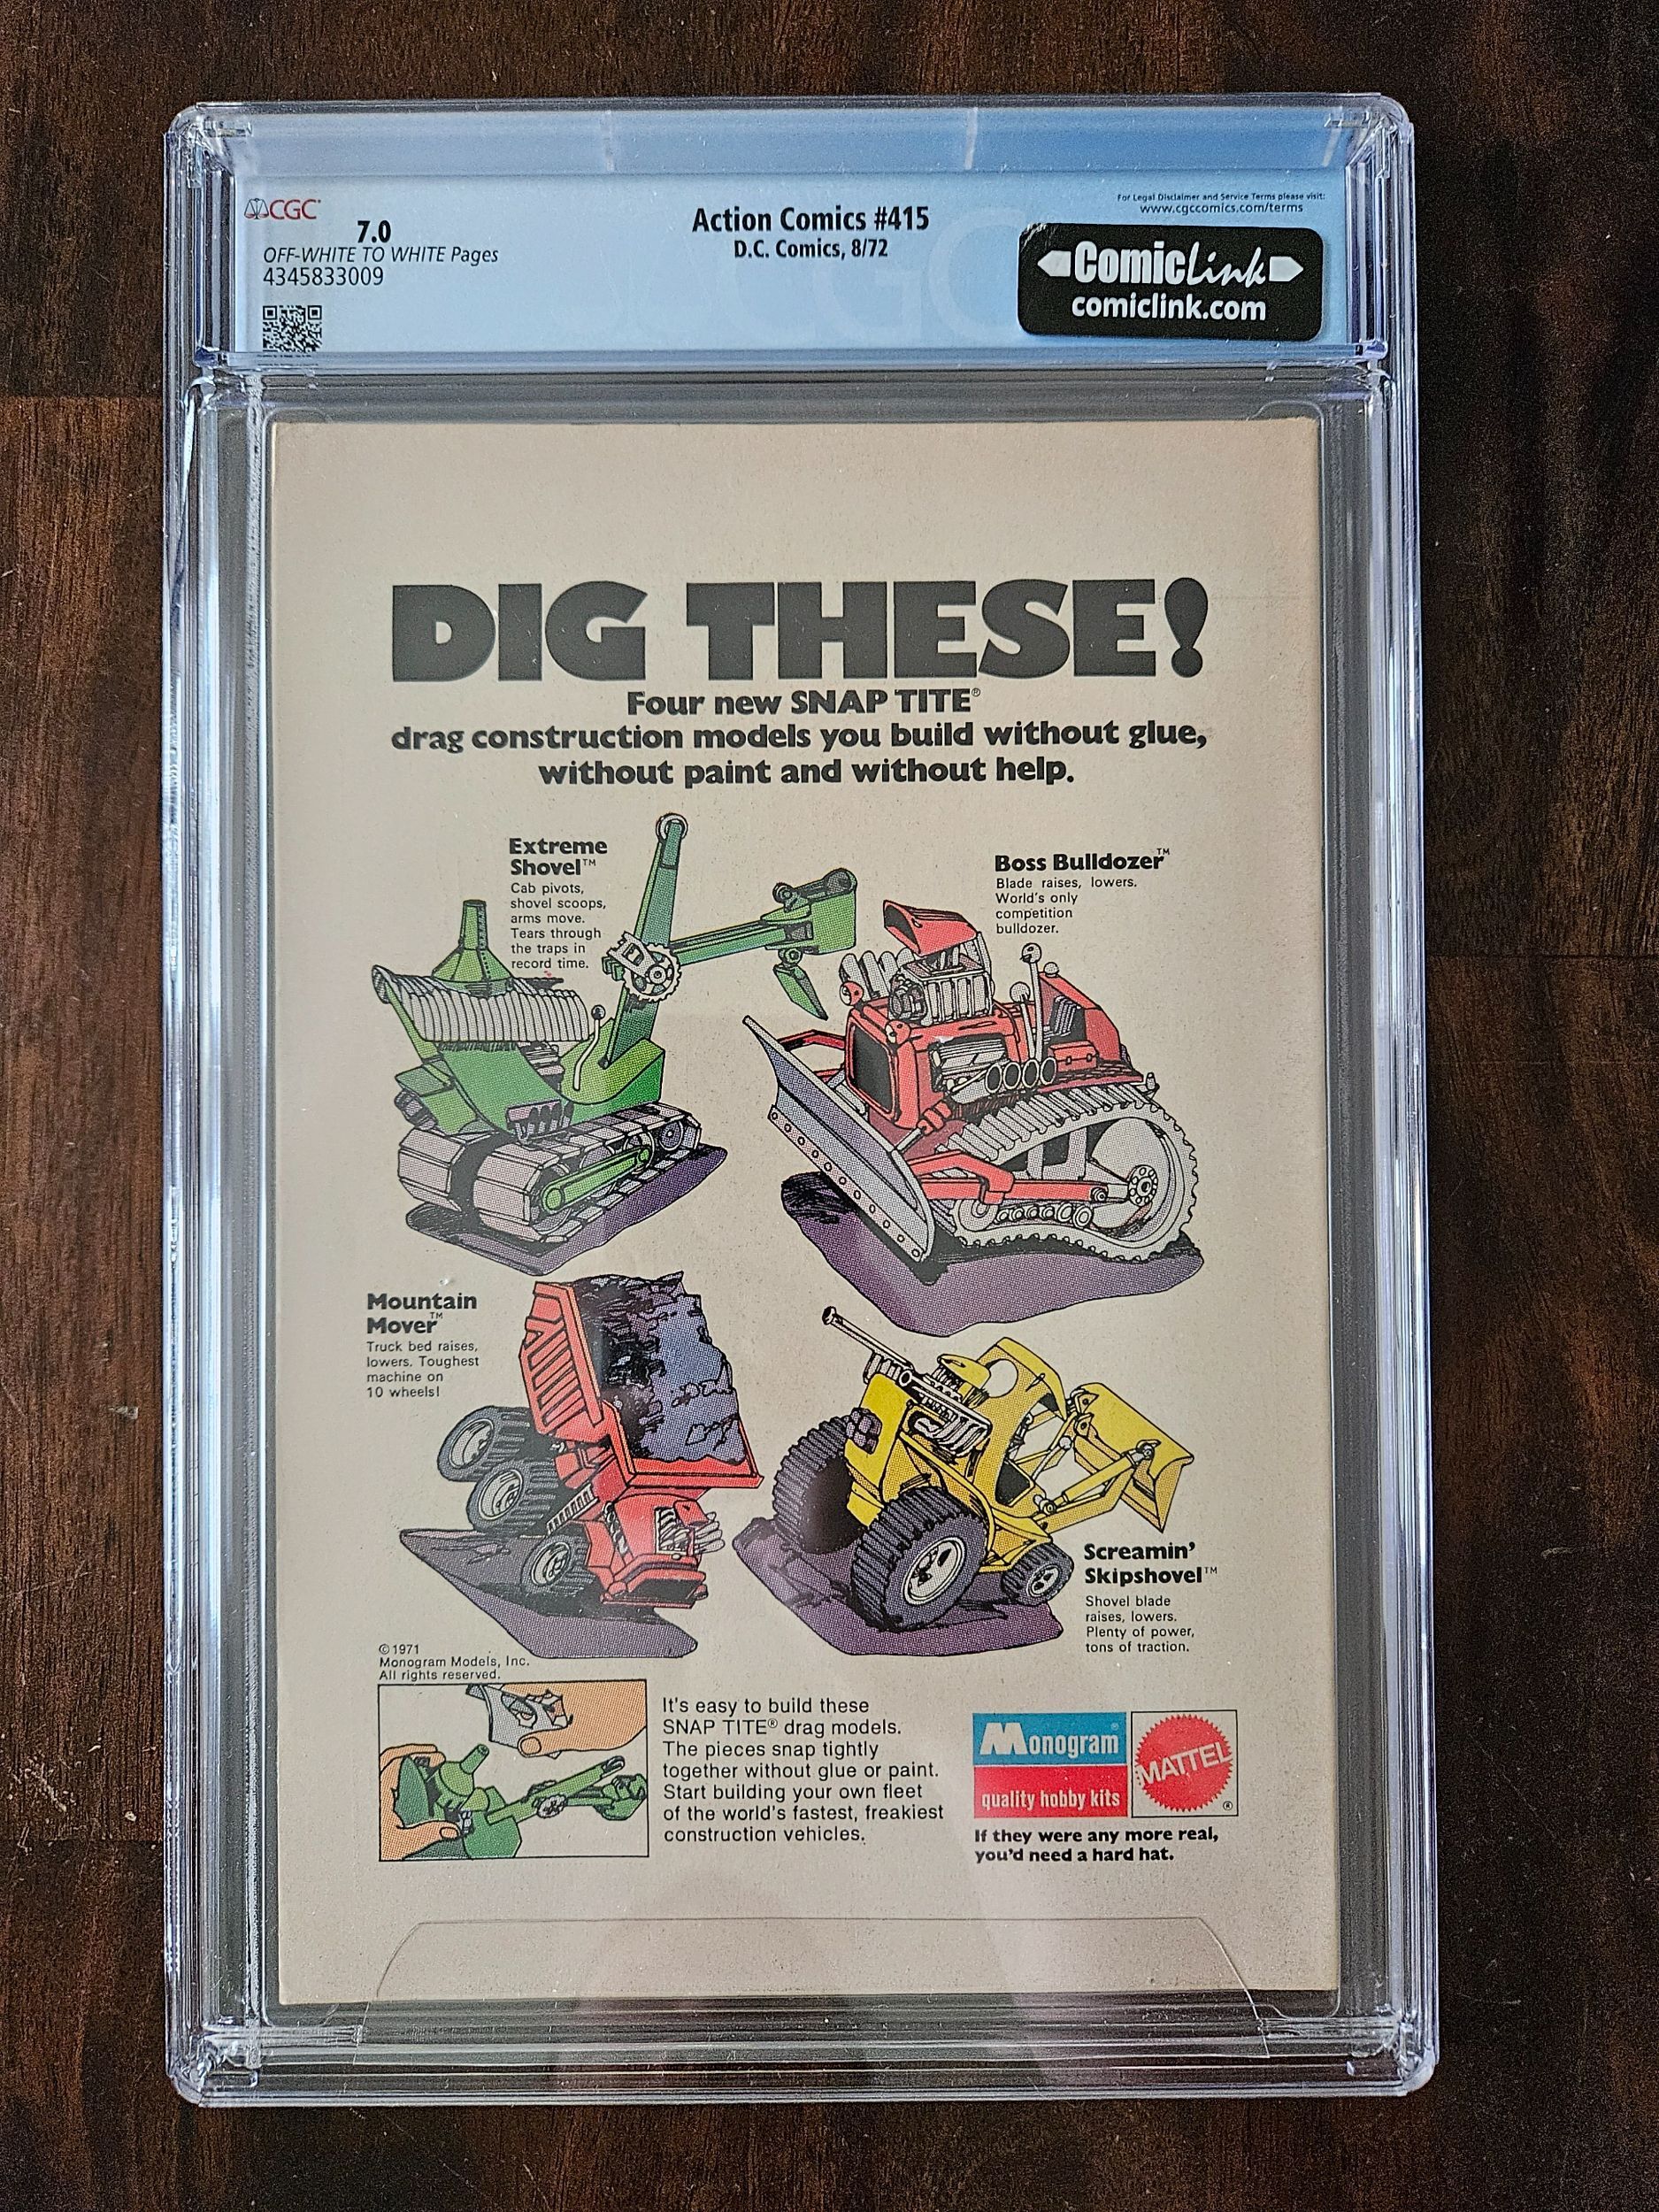 CGC
7.0
OFF-WHITE TO WHITE Pages
4345833009
Action Comics #415
D.C. Comics, 8/72
For Legal Disclaimer and Service Terms please visit:
www.cgccomics.com/terms
ComicLink
comiclink.com
DIG THESE!
Four new SNAP TITE®
drag construction models you build without glue,
without paint and without help.
Extreme
Shovel™
Cab pivots,
shovel scoops,
arms move.
Tears through
the traps in
record time.
Boss Bulldozer™
Blade raises, lowers.
World's only
competition
bulldozer.
Mountain
Mover™
Truck bed raises,
lowers. Toughest
machine on
10 wheels!
Screamin'
Skipshovel™
Shovel blade
raises, lowers.
Plenty of power,
tons of traction.
©1971
Monogram Models, Inc.
All rights reserved.
It's easy to build these
SNAP TITE® drag models.
The pieces snap tightly
together without glue or paint.
Start building your own fleet
of the world's fastest, freakiest
construction vehicles.
Monogram®
quality hobby kits
MATTEL®
If they were any more real,
you'd need a hard hat.